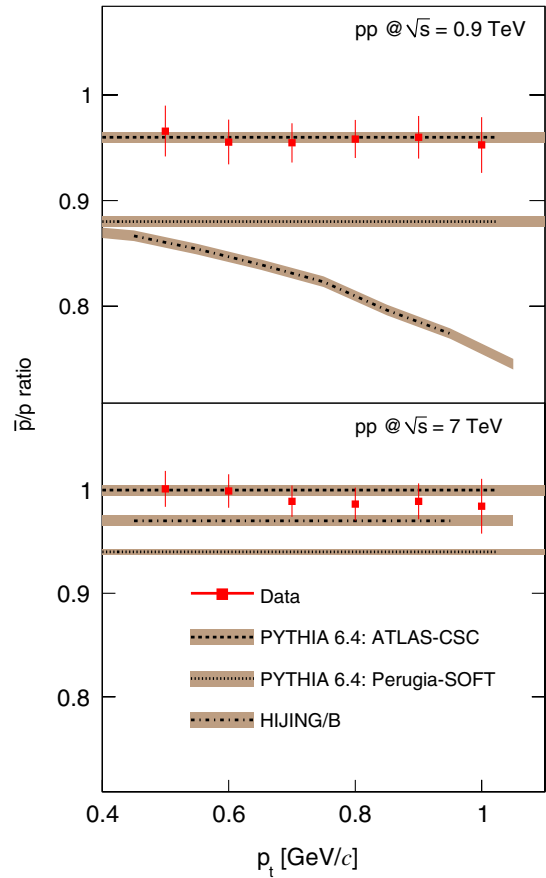 pp @ √s = 0.9 TeV
1
0.9
0.8
p̅/p ratio
pp @ √s = 7 TeV
1
0.9
0.8
Data
PYTHIA 6.4: ATLAS-CSC
PYTHIA 6.4: Perugia-SOFT
HIJING/B
0.4 0.6 0.8 1
p_t [GeV/c]